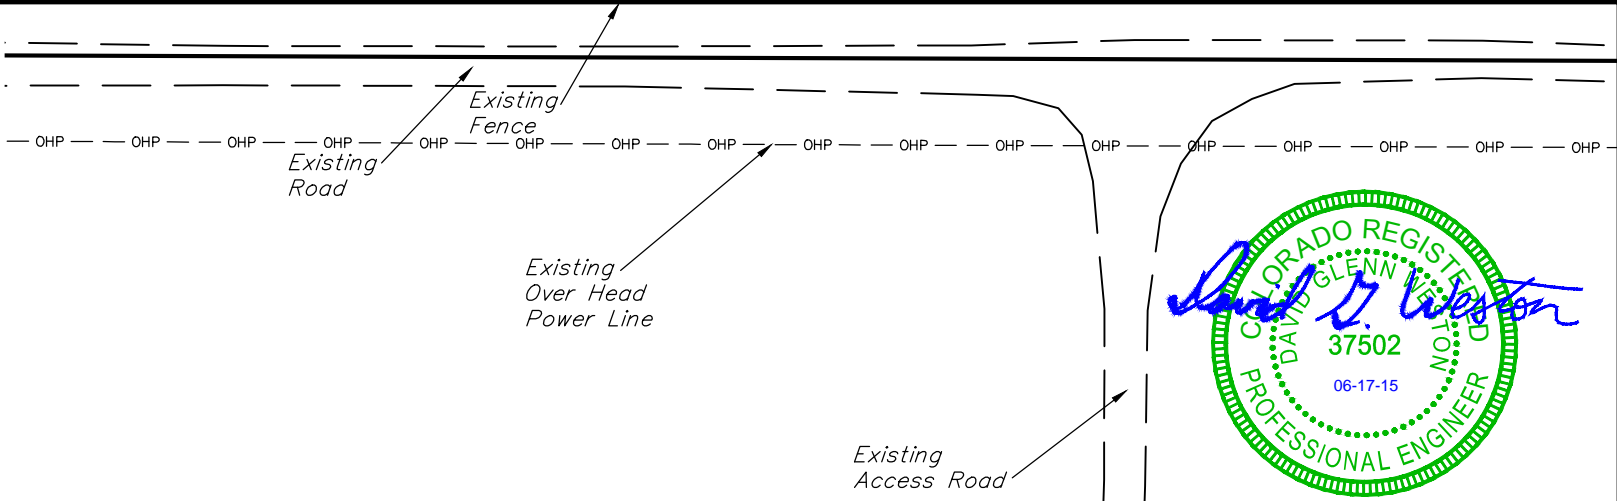 Existing
Fence
OHP OHP OHP OHP OHP OHP OHP OHP OHP OHP OHP OHP OHP OHP OHP OHP OHP
Existing
Road
Existing
Over Head
Power Line
COLORADO REGISTERED
DAVID GLENN WESTON
David G. Weston
37502
06-17-15
PROFESSIONAL ENGINEER
Existing
Access Road